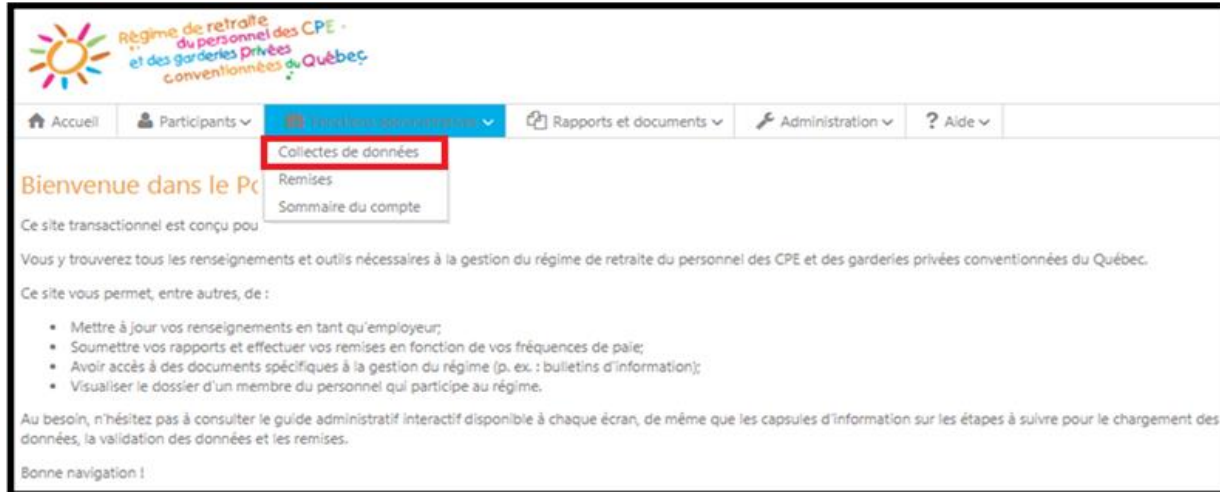 Régime de retraite
du personnel des CPE -
et des garderies privées
conventionnées du Québec
Accueil Participants Rapports et documents Administration ? Aide
Collectes de données
Remises
Sommaire du compte
Bienvenue dans le Po
Ce site transactionnel est conçu pou
Vous y trouverez tous les renseignements et outils nécessaires à la gestion du régime de retraite du personnel des CPE et des garderies privées conventionnées du Québec.
Ce site vous permet, entre autres, de :
• Mettre à jour vos renseignements en tant qu'employeur;
• Soumettre vos rapports et effectuer vos remises en fonction de vos fréquences de paie;
• Avoir accès à des documents spécifiques à la gestion du régime (p. ex. : bulletins d'information);
• Visualiser le dossier d'un membre du personnel qui participe au régime.
Au besoin, n'hésitez pas à consulter le guide administratif interactif disponible à chaque écran, de même que les capsules d'information sur les étapes à suivre pour le chargement des
données, la validation des données et les remises.
Bonne navigation !